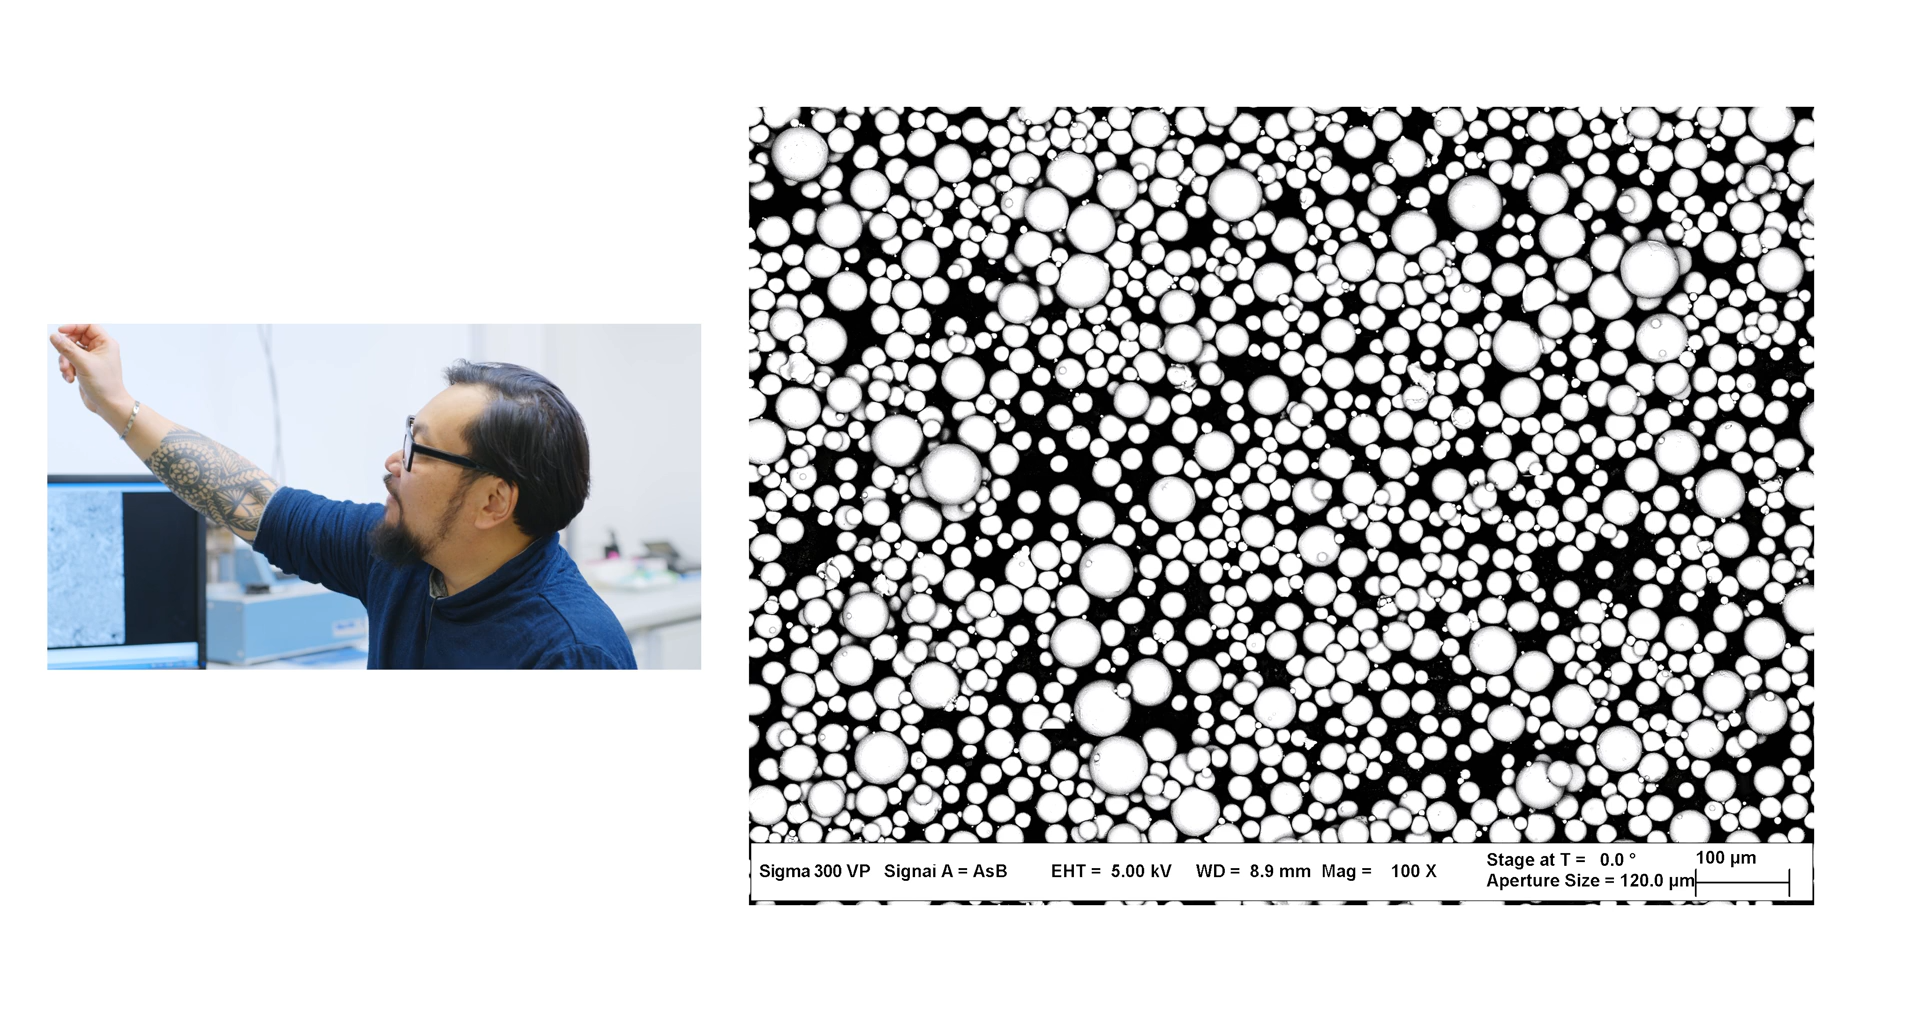 Sigma 300 VP Signai A = AsB EHT = 5.00 kV WD = 8.9 mm Mag = 100 X
Stage at T = 0.0 °
Aperture Size = 120.0 µm
100 µm